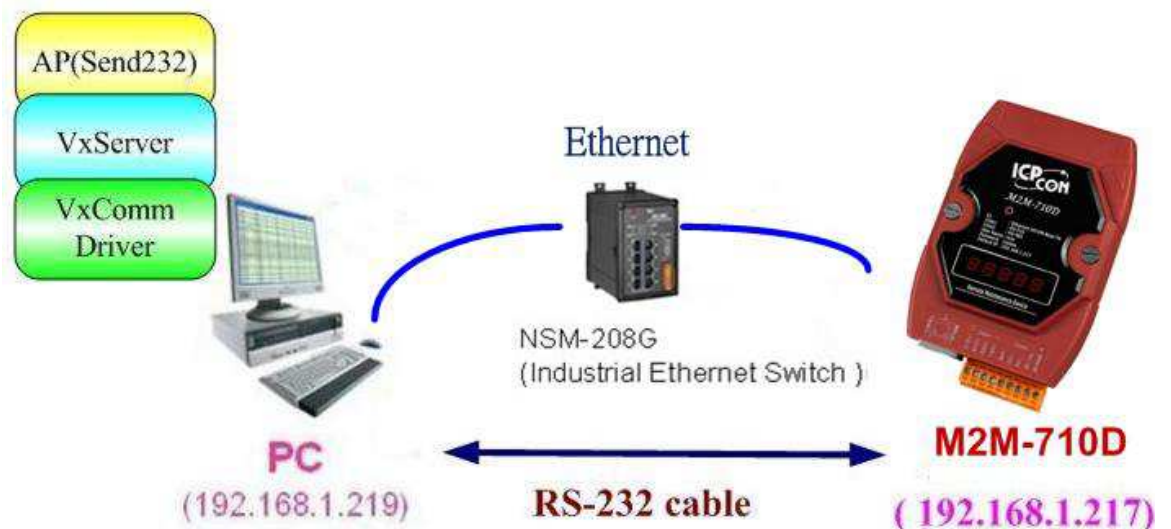 AP(Send232)
VxServer
VxComm
Driver
Ethernet
ICP
CON
M2M-710D
NSM-208G
(Industrial Ethernet Switch )
PC
(192.168.1.219)
RS-232 cable
M2M-710D
( 192.168.1.217)